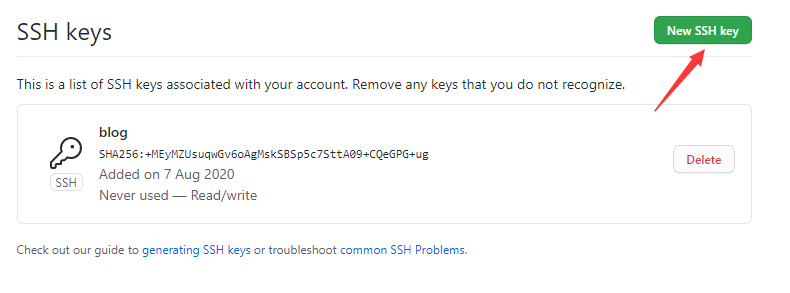 SSH keys
New SSH key
This is a list of SSH keys associated with your account. Remove any keys that you do not recognize.
blog
SHA256:+MEyMZUsuqwGv6oAgMskSBSp5c7SttA09+CQeGPG+ug
SSH
Added on 7 Aug 2020
Never used — Read/write
Delete
Check out our guide to generating SSH keys or troubleshoot common SSH Problems.